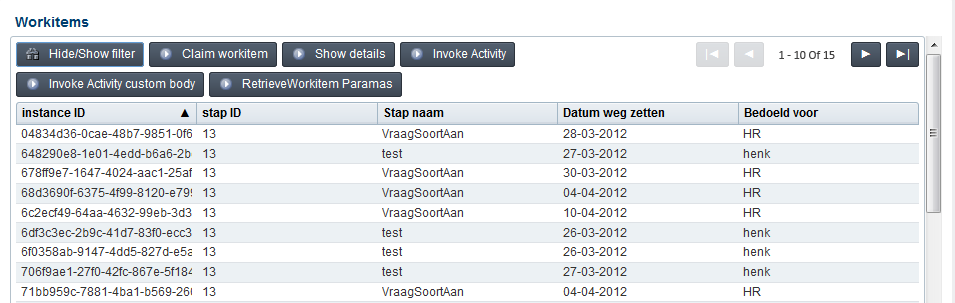 Workitems
Hide/Show filter Claim workitem Show details Invoke Activity 1 - 10 Of 15
Invoke Activity custom body RetrieveWorkitem Paramas
instance ID stap ID Stap naam Datum weg zetten Bedoeld voor
04834d36-0cae-48b7-9851-0f6 13 VraagSoortAan 28-03-2012 HR
648290e8-1e01-4edd-b6a6-2b 13 test 27-03-2012 henk
678ff9e7-1647-4024-aac1-25af 13 VraagSoortAan 30-03-2012 HR
68d3690f-6375-4f99-8120-e799 13 VraagSoortAan 04-04-2012 HR
6c2ecf49-64aa-4632-99eb-3d3 13 VraagSoortAan 10-04-2012 HR
6df3c3ec-2b9c-41d7-83f0-ecc3 13 test 26-03-2012 henk
6f0358ab-9147-4dd5-827d-e5a 13 test 26-03-2012 henk
706f9ae1-27f0-42fc-867e-5f184 13 test 27-03-2012 henk
71bb959c-7881-4ba1-b569-260 13 VraagSoortAan 04-04-2012 HR